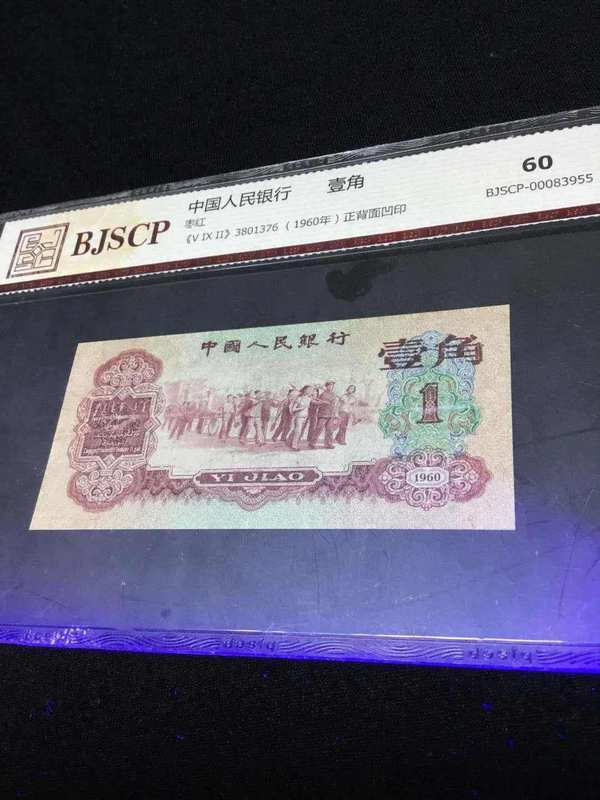 BJSCP
中国人民银行 壹角
枣红
《V IX II》 3801376 (1960年) 正背面凹印
60
BJSCP-00083955
中國人民銀行
壹角
1
YI JIAO
1960
bjscp